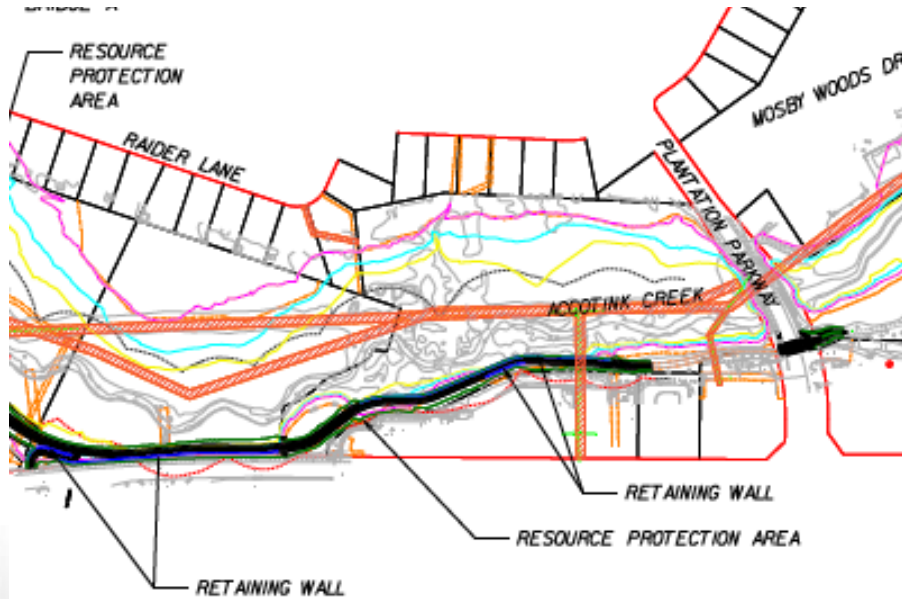 BRIDGE A
RESOURCE
PROTECTION
AREA
RAIDER LANE
MOSBY WOODS DR
PLANTATION PARKWAY
ACCOTINK CREEK
RETAINING WALL
RESOURCE PROTECTION AREA
RETAINING WALL